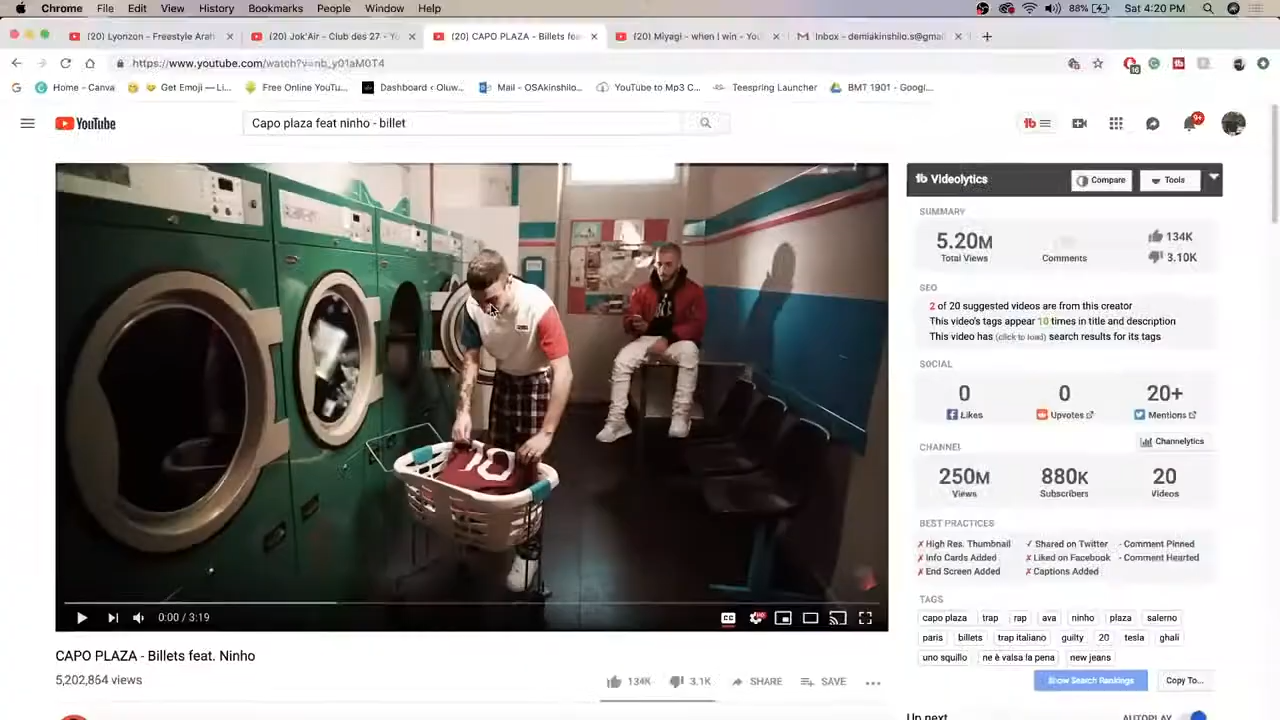 Chrome File Edit View History Bookmarks People Window Help 88% Sat 4:20 PM
(20) Lyonzon - Freestyle Arah × (20) Jok'Air - Club des 27 - Yo × (20) CAPO PLAZA - Billets fea × (20) Miyagi - when I win - You × Inbox - demiakinshilo.s@gmai ×
https://www.youtube.com/watch?v=nb_y01aM0T4
Home - Canva Get Emoji — Li... Free Online YouTu... Dashboard ‹ Oluw... Mail - OSAkinshilo... YouTube to Mp3 C... Teespring Launcher BMT 1901 - Googl...
YouTube
Capo plaza feat ninho - billet
tb
9+
tb Videolytics Compare Tools
SUMMARY
5.20M
Total Views
Comments
134K
3.10K
SEO
2 of 20 suggested videos are from this creator
This video's tags appear 10 times in title and description
This video has (click to load) search results for its tags
SOCIAL
0 0 20+
Likes Upvotes Mentions
CHANNEL Channelytics
250M 880K 20
Views Subscribers Videos
BEST PRACTICES
✗ High Res. Thumbnail ✓ Shared on Twitter - Comment Pinned
✗ Info Cards Added ✗ Liked on Facebook - Comment Hearted
✗ End Screen Added ✗ Captions Added
TAGS
capo plaza trap rap ava ninho plaza salerno
paris billets trap italiano guilty 20 tesla ghali
uno squillo ne è valsa la pena new jeans
Show Search Rankings Copy To...
Up next AUTOPLAY
10
0:00 / 3:19
CC HD
CAPO PLAZA - Billets feat. Ninho
5,202,864 views
134K 3.1K SHARE SAVE